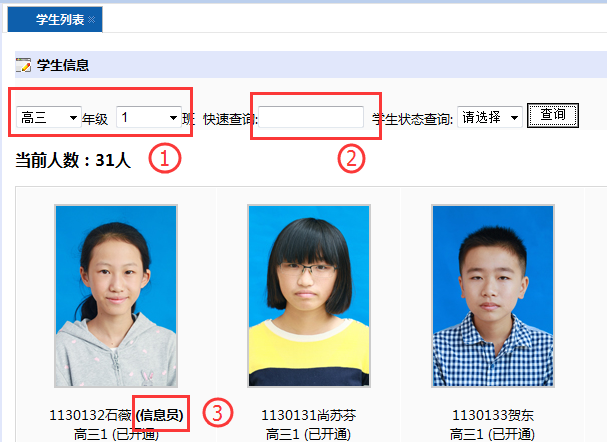 学生列表
学生信息
高三 年级 1 班 快速查询: 学生状态查询: 请选择 查询
① ②
当前人数：31人
1130132石薇(信息员) ③ 1130131尚苏芬 1130133贺东
高三1 (已开通) 高三1 (已开通) 高三1 (已开通)